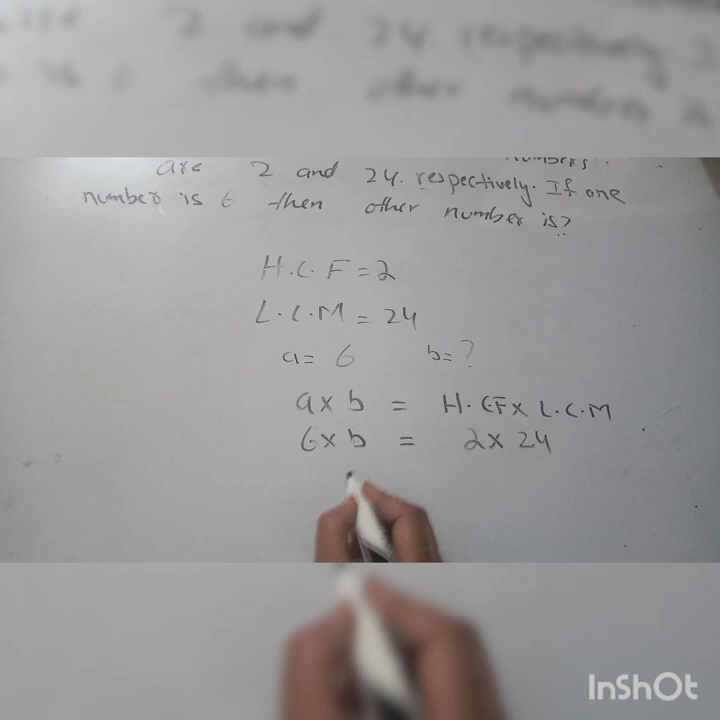 numbers
are 2 and 24. respectively. If one
number is 6 then other number is?
H.C.F = 2
L.C.M = 24
a = 6 b = ?
a x b = H.CF x L.C.M
6 x b = 2 x 24
InShOt